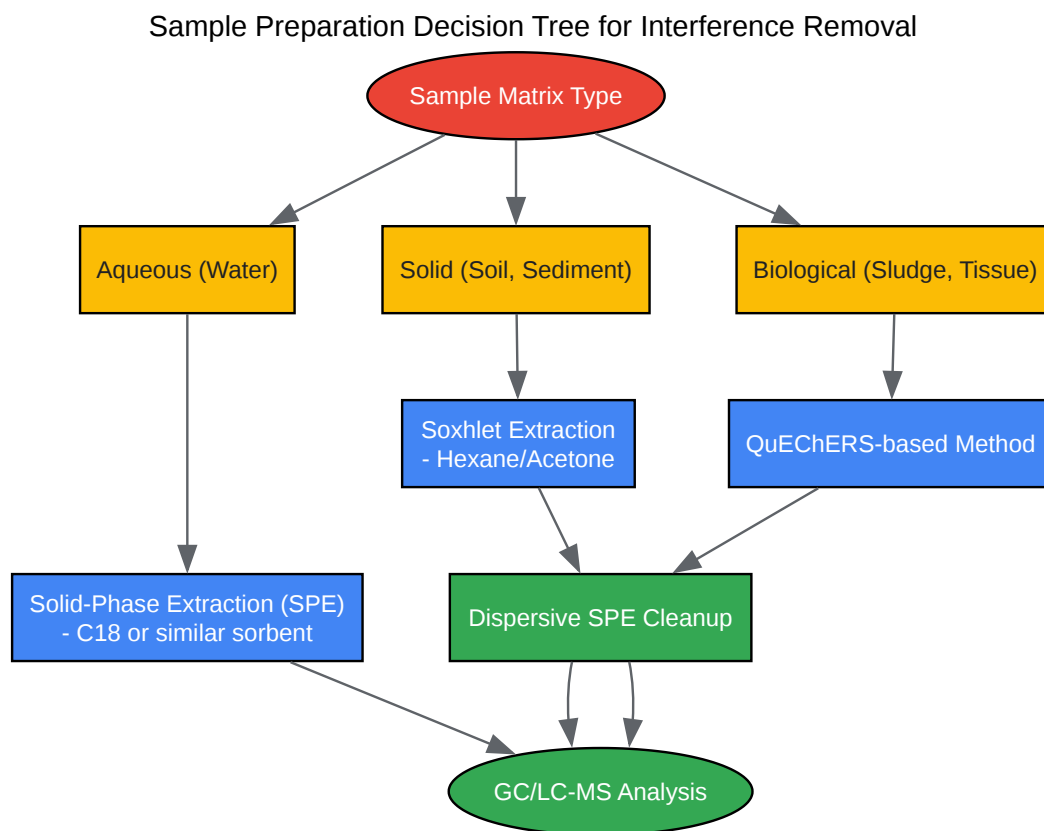 Sample Preparation Decision Tree for Interference Removal
Sample Matrix Type
Aqueous (Water)
Solid (Soil, Sediment)
Biological (Sludge, Tissue)
Soxhlet Extraction
- Hexane/Acetone
QuEChERS-based Method
Solid-Phase Extraction (SPE)
- C18 or similar sorbent
Dispersive SPE Cleanup
GC/LC-MS Analysis